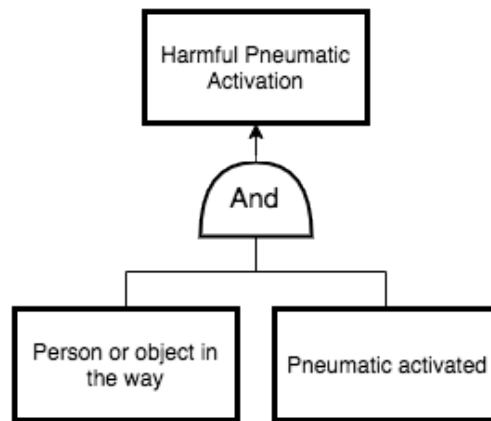 Harmful Pneumatic
Activation
And
Person or object in
the way
Pneumatic activated